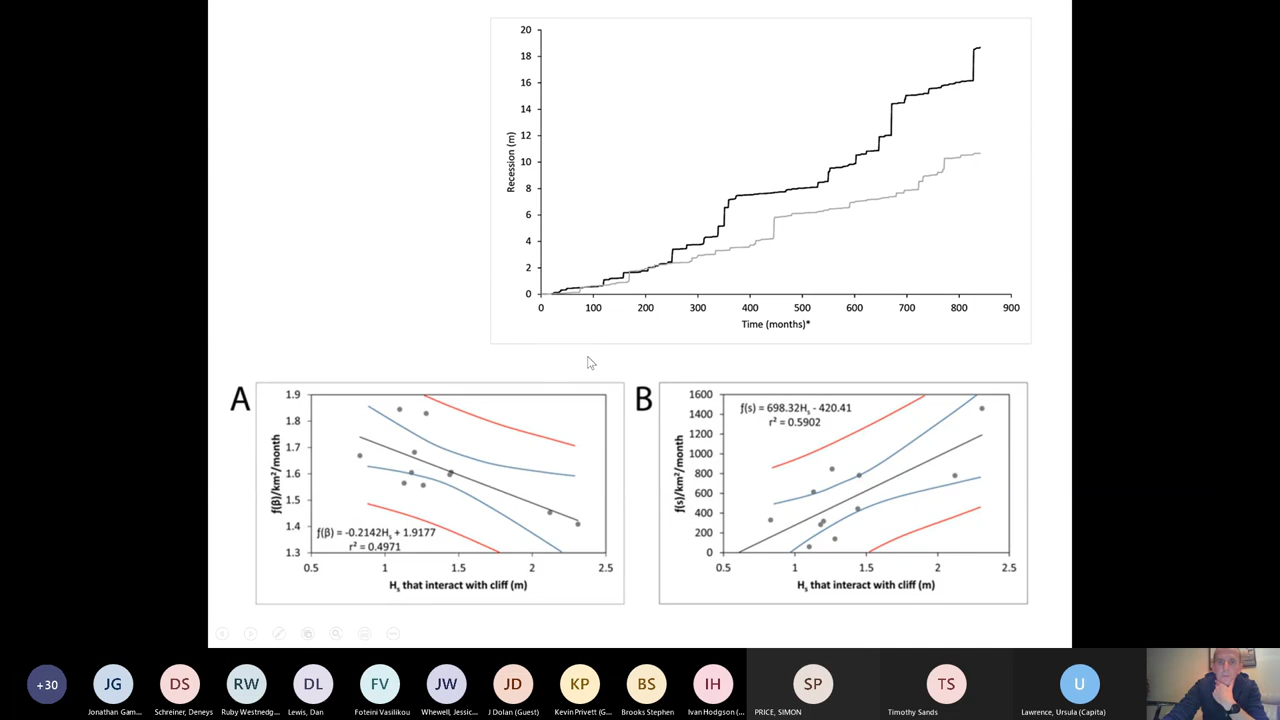 20
18
16
14
12
10
8
6
4
2
0
Recession (m)
0 100 200 300 400 500 600 700 800 900
Time (months)*
A
1.9
1.8
1.7
1.6
1.5
1.4
1.3
ƒ(β)/km²/month
ƒ(β) = -0.2142Hs + 1.9177
r² = 0.4971
0.5 1 1.5 2 2.5
Hs that interact with cliff (m)
B
1600
1400
1200
1000
800
600
400
200
0
ƒ(s)/km²/month
ƒ(s) = 698.32Hs - 420.41
r² = 0.5902
0.5 1 1.5 2 2.5
Hs that interact with cliff (m)
+30 JG DS RW DL FV JW JD KP BS IH SP TS U
Jonathan Gam... Schreiner, Deneys Ruby Westnedg... Lewis, Dan Foteini Vasilikou Whewell, Jessic... J Dolan (Guest) Kevin Privett (G... Brooks Stephen Ivan Hodgson (... PRICE, SIMON Timothy Sands Lawrence, Ursula (Capita)